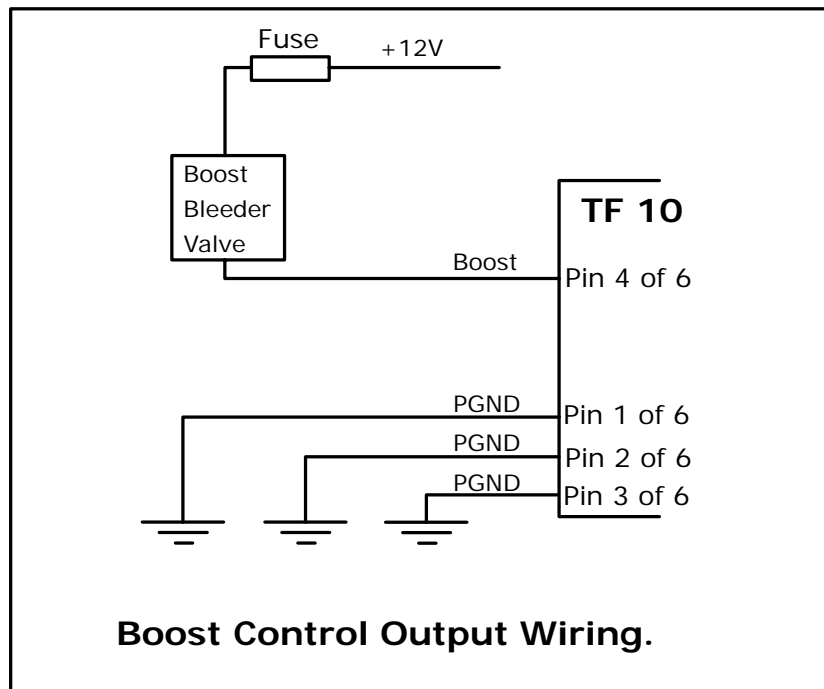 Fuse
+12V
Boost
Bleeder
Valve
TF 10
Boost
Pin 4 of 6
PGND
Pin 1 of 6
PGND
Pin 2 of 6
PGND
Pin 3 of 6
Boost Control Output Wiring.